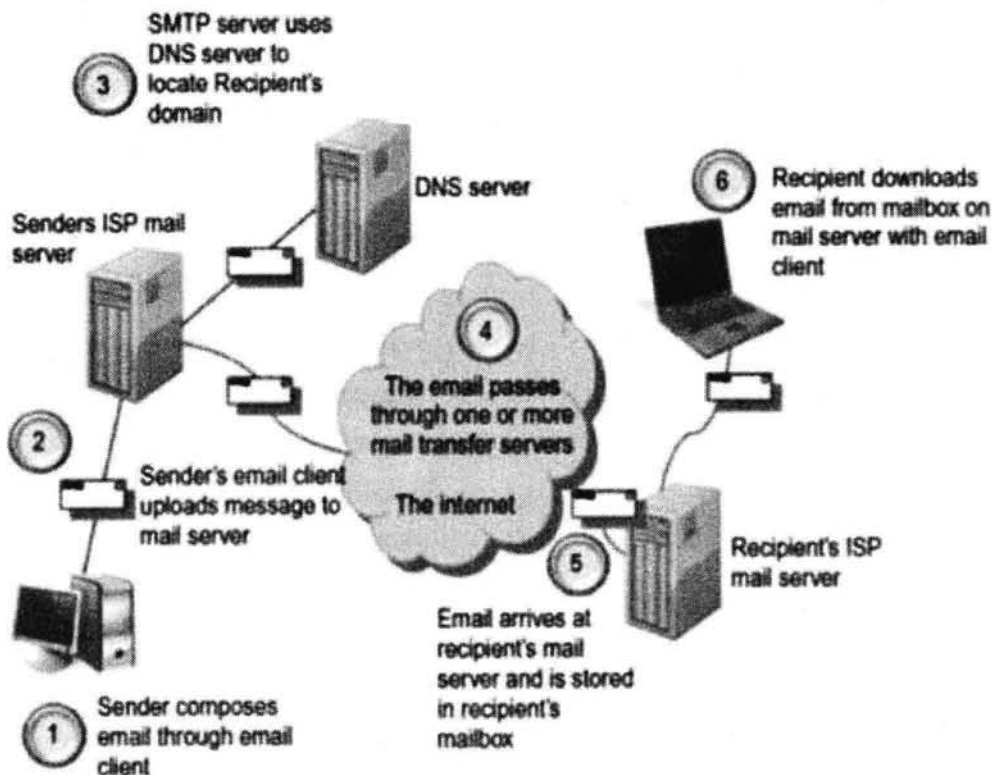 SMTP server uses
DNS server to
locate Recipient's
domain
3
DNS server
Senders ISP mail
server
6
Recipient downloads
email from mailbox on
mail server with email
client
4
The email passes
through one or more
mail transfer servers
The internet
2
Sender's email client
uploads message to
mail server
5
Recipient's ISP
mail server
Email arrives at
recipient's mail
server and is stored
in recipient's
mailbox
1
Sender composes
email through email
client